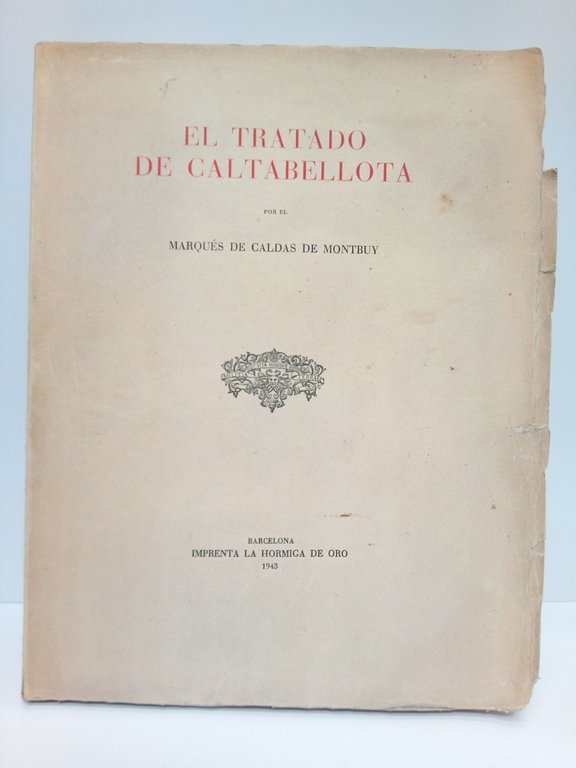 EL TRATADO
DE CALTABELLOTA
POR EL
MARQUÉS DE CALDAS DE MONTBUY
BARCELONA
IMPRENTA LA HORMIGA DE ORO
1943